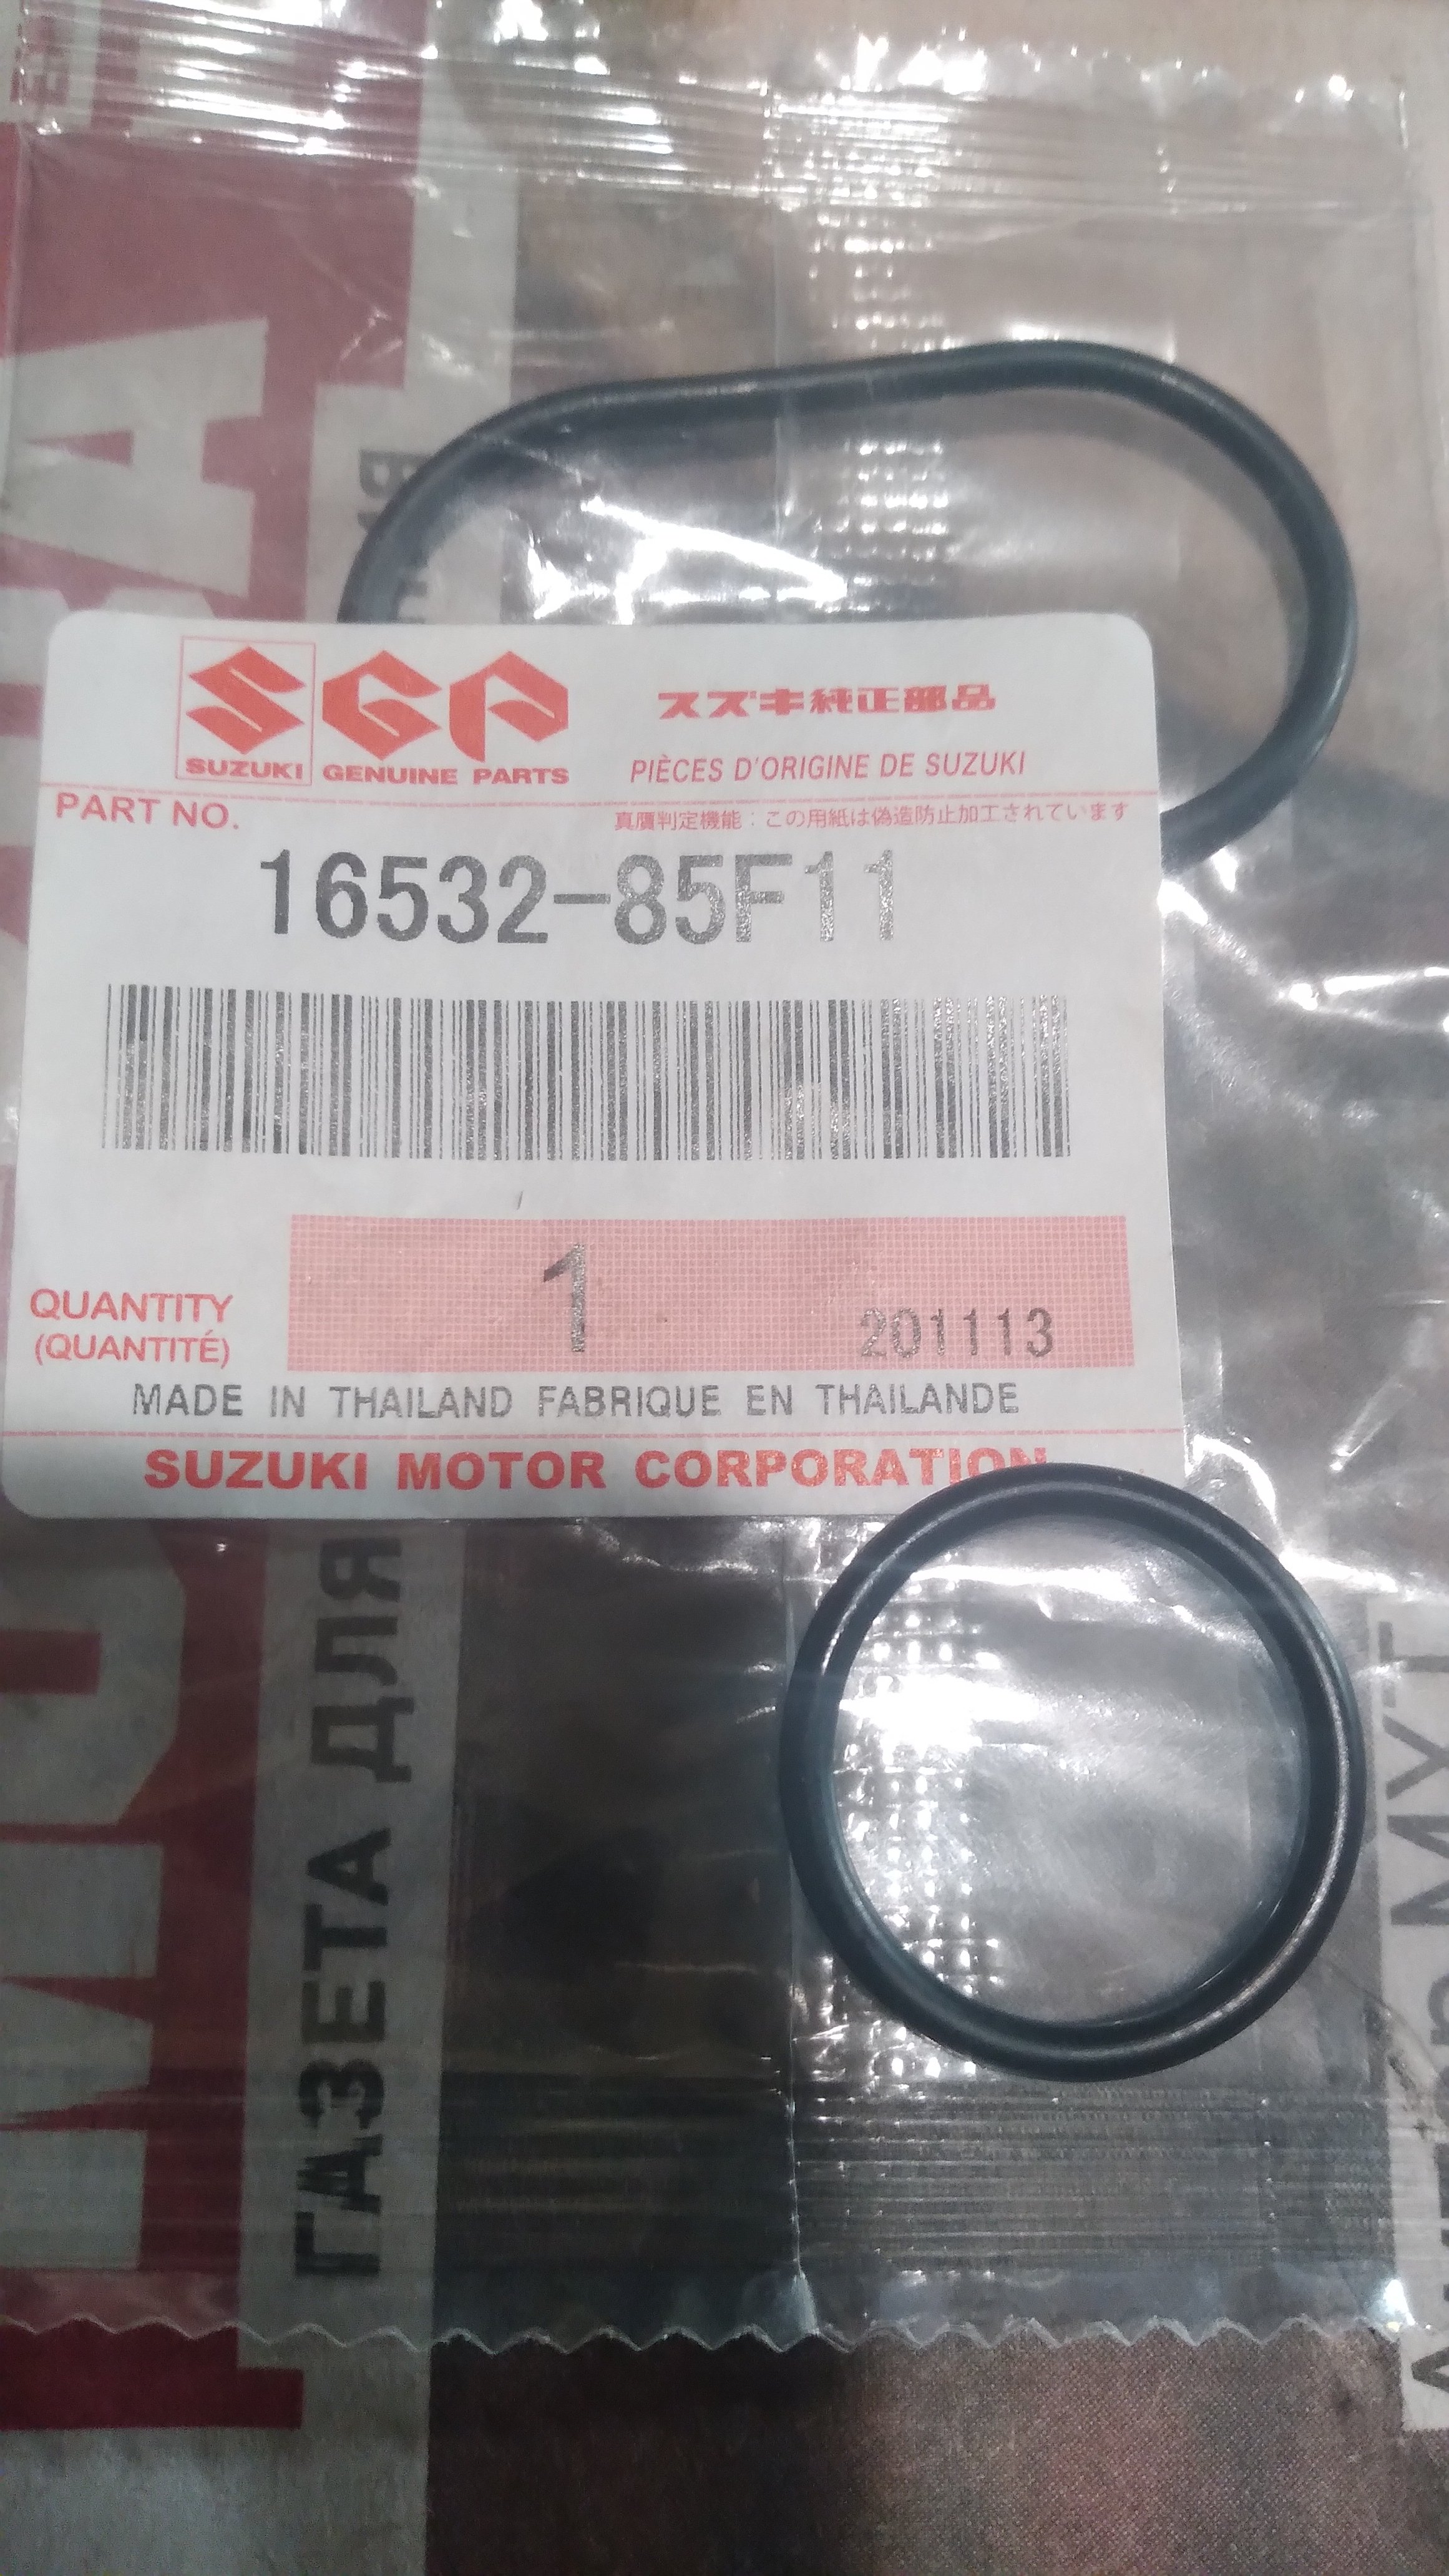 SUZUKI
SGP
GENUINE PARTS
スズキ純正部品
PIÈCES D'ORIGINE DE SUZUKI
PART NO.
真贋判定機能：この用紙は偽造防止加工されています
16532-85F11
QUANTITY
(QUANTITÉ)
1
201113
MADE IN THAILAND FABRIQUE EN THAILANDE
SUZUKI MOTOR CORPORATION
ГАЗЕТА ДЛЯ